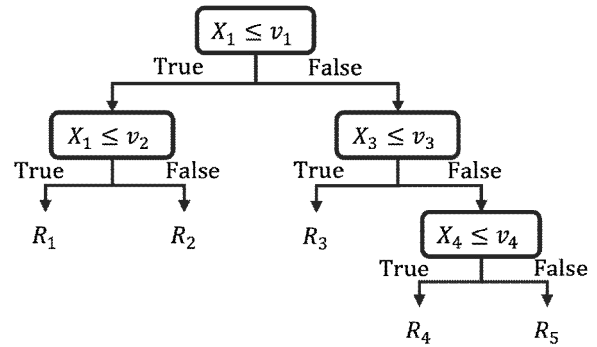 X₁ ≤ v₁
True False
X₁ ≤ v₂ X₃ ≤ v₃
True False True False
R₁ R₂ R₃ X₄ ≤ v₄
True False
R₄ R₅